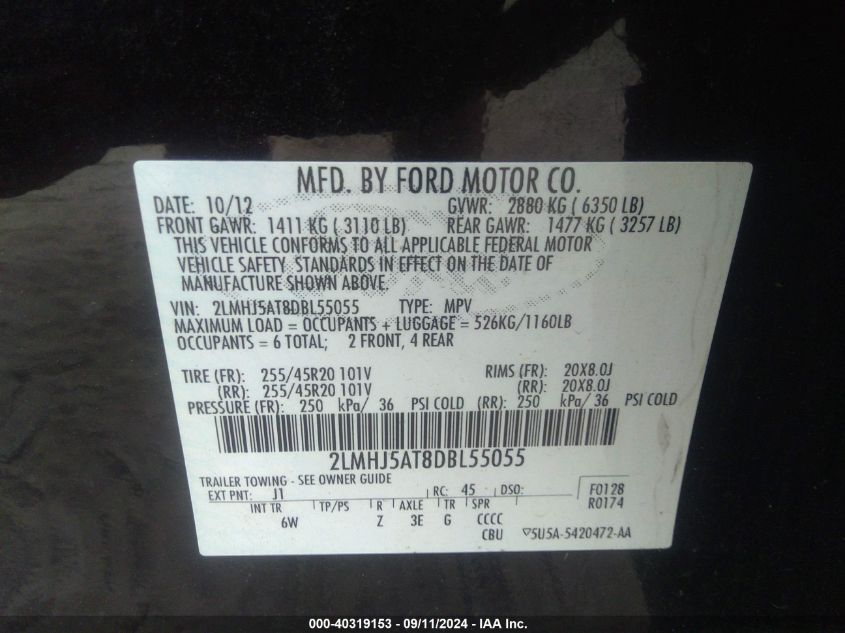 MFD. BY FORD MOTOR CO.
DATE: 10/12 GVWR: 2880 KG ( 6350 LB)
FRONT GAWR: 1411 KG ( 3110 LB) REAR GAWR: 1477 KG ( 3257 LB)
THIS VEHICLE CONFORMS TO ALL APPLICABLE FEDERAL MOTOR
VEHICLE SAFETY STANDARDS IN EFFECT ON THE DATE OF
MANUFACTURE SHOWN ABOVE.
VIN: 2LMHJ5AT8DBL55055 TYPE: MPV
MAXIMUM LOAD = OCCUPANTS + LUGGAGE = 526KG/1160LB
OCCUPANTS = 6 TOTAL; 2 FRONT, 4 REAR
TIRE (FR): 255/45R20 101V RIMS (FR): 20X8.0J
(RR): 255/45R20 101V (RR): 20X8.0J
PRESSURE (FR): 250 kPa/ 36 PSI COLD (RR): 250 kPa/ 36 PSI COLD
2LMHJ5AT8DBL55055
TRAILER TOWING - SEE OWNER GUIDE
EXT PNT: J1 RC: 45 DSO: F0128
INT TR TP/PS R AXLE TR SPR R0174
6W Z 3E G CCCC
CBU ▽5U5A-5420472-AA
000-40319153 - 09/11/2024 - IAA Inc.